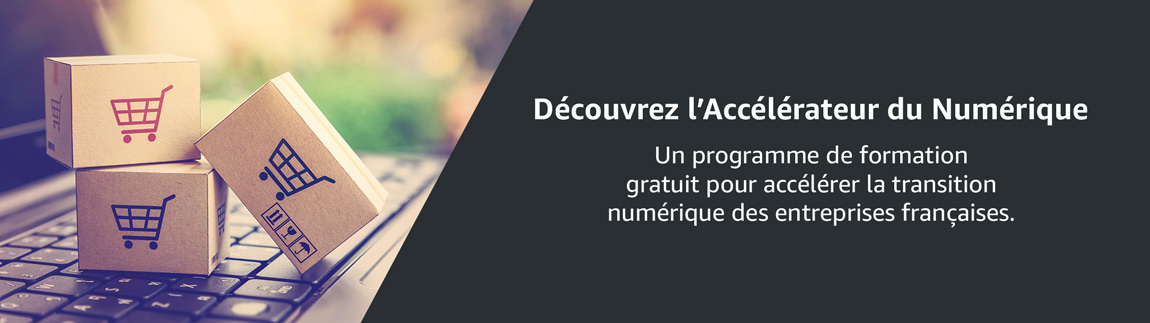 Découvrez l’Accélérateur du Numérique
Un programme de formation
gratuit pour accélérer la transition
numérique des entreprises françaises.